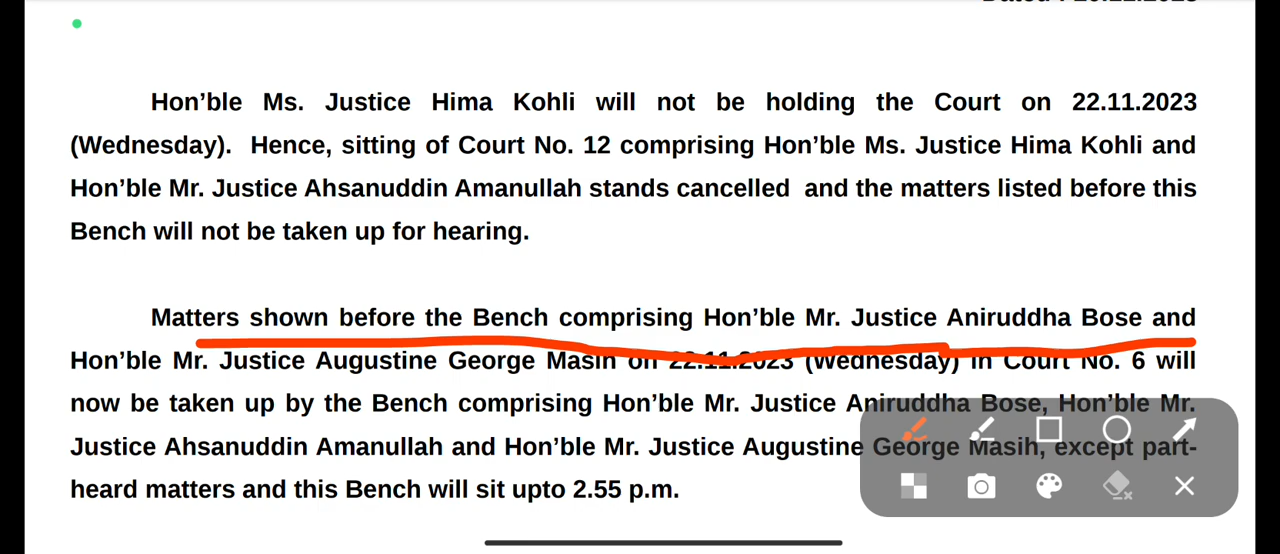 Hon’ble Ms. Justice Hima Kohli will not be holding the Court on 22.11.2023
(Wednesday). Hence, sitting of Court No. 12 comprising Hon’ble Ms. Justice Hima Kohli and
Hon’ble Mr. Justice Ahsanuddin Amanullah stands cancelled and the matters listed before this
Bench will not be taken up for hearing.
Matters shown before the Bench comprising Hon’ble Mr. Justice Aniruddha Bose and
Hon’ble Mr. Justice Augustine George Masih on 22.11.2023 (Wednesday) in Court No. 6 will
now be taken up by the Bench comprising Hon’ble Mr. Justice Aniruddha Bose, Hon’ble Mr.
Justice Ahsanuddin Amanullah and Hon’ble Mr. Justice Augustine George Masih, except part-
heard matters and this Bench will sit upto 2.55 p.m.